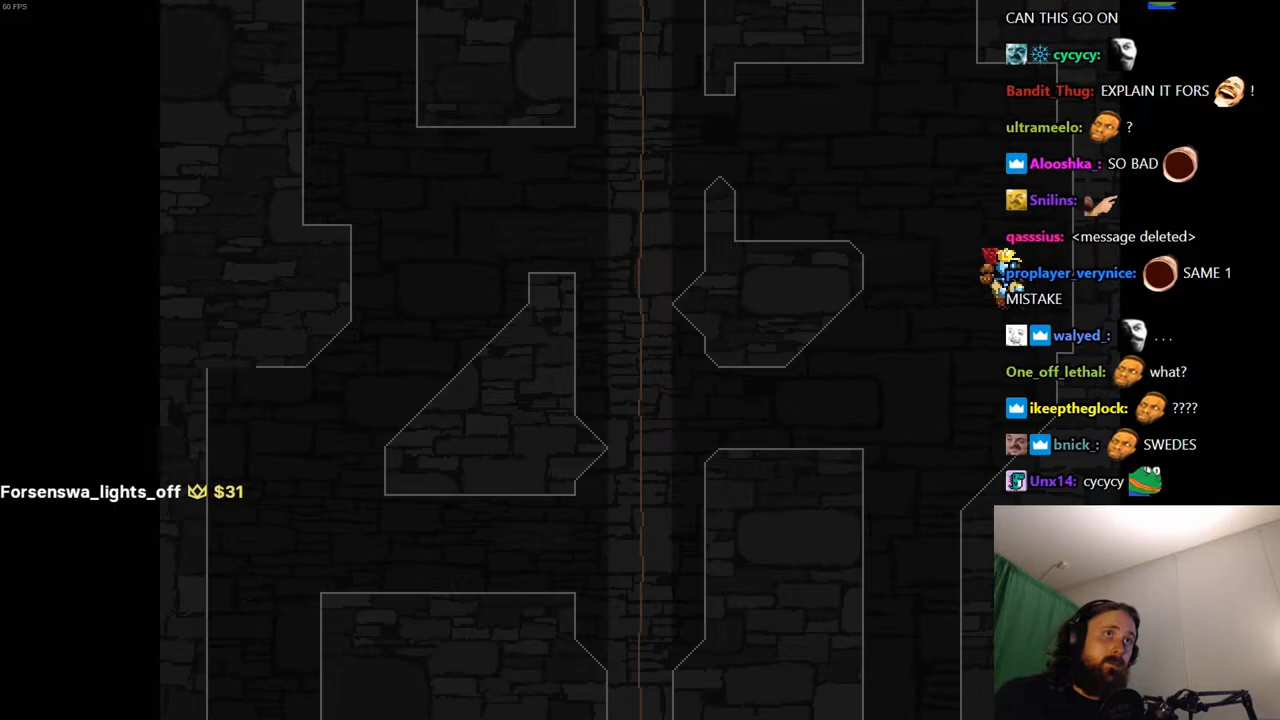 60 FPS
CAN THIS GO ON
cycycy:
Bandit_Thug: EXPLAIN IT FORS !
ultrameelo: ?
Alooshka_: SO BAD
Snilins:
qasssius: <message deleted>
proplayer_verynice: SAME 1
MISTAKE
walyed_: ...
One_off_lethal: what?
ikeeptheglock: ????
bnick_: SWEDES
Unx14: cycycy
Forsenswa_lights_off $31